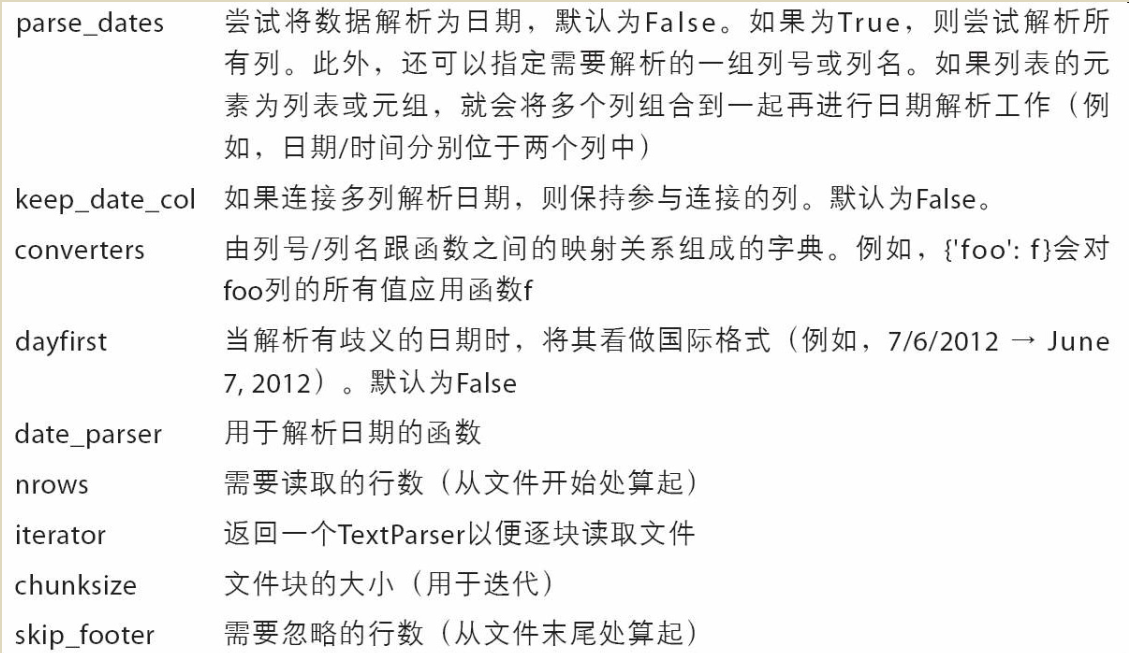 parse_dates 尝试将数据解析为日期，默认为False。如果为True，则尝试解析所
有列。此外，还可以指定需要解析的一组列号或列名。如果列表的元
素为列表或元组，就会将多个列组合到一起再进行日期解析工作（例
如，日期/时间分别位于两个列中）
keep_date_col 如果连接多列解析日期，则保持参与连接的列。默认为False。
converters 由列号/列名跟函数之间的映射关系组成的字典。例如，{'foo': f}会对
foo列的所有值应用函数f
dayfirst 当解析有歧义的日期时，将其看做国际格式（例如，7/6/2012 → June
7, 2012）。默认为False
date_parser 用于解析日期的函数
nrows 需要读取的行数（从文件开始处算起）
iterator 返回一个TextParser以便逐块读取文件
chunksize 文件块的大小（用于迭代）
skip_footer 需要忽略的行数（从文件末尾处算起）